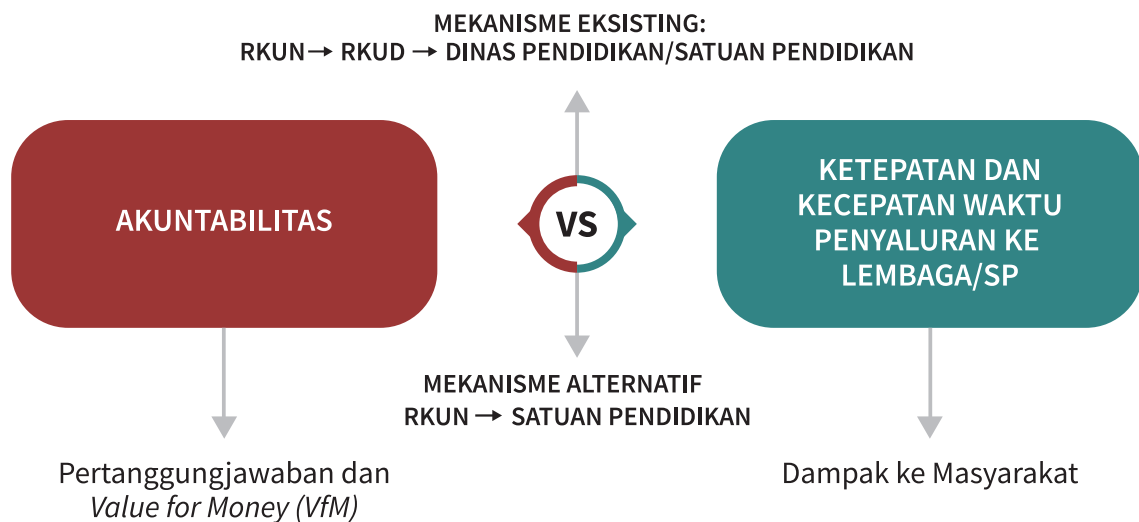 MEKANISME EKSISTING:
RKUN→ RKUD → DINAS PENDIDIKAN/SATUAN PENDIDIKAN
AKUNTABILITAS
VS
KETEPATAN DAN
KECEPATAN WAKTU
PENYALURAN KE
LEMBAGA/SP
MEKANISME ALTERNATIF
RKUN → SATUAN PENDIDIKAN
Pertanggungjawaban dan
Value for Money (VfM)
Dampak ke Masyarakat